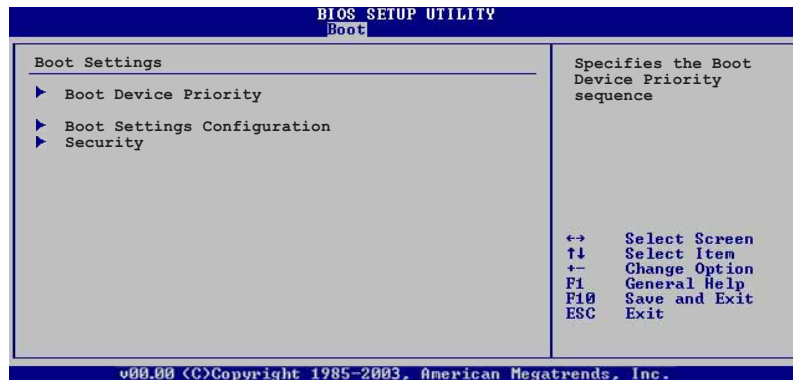 BIOS SETUP UTILITY
Boot
Boot Settings
Boot Device Priority
Boot Settings Configuration
Security
Specifies the Boot
Device Priority
sequence
←→ Select Screen
↑↓ Select Item
+- Change Option
F1 General Help
F10 Save and Exit
ESC Exit
v00.00 (C)Copyright 1985-2003, American Megatrends, Inc.